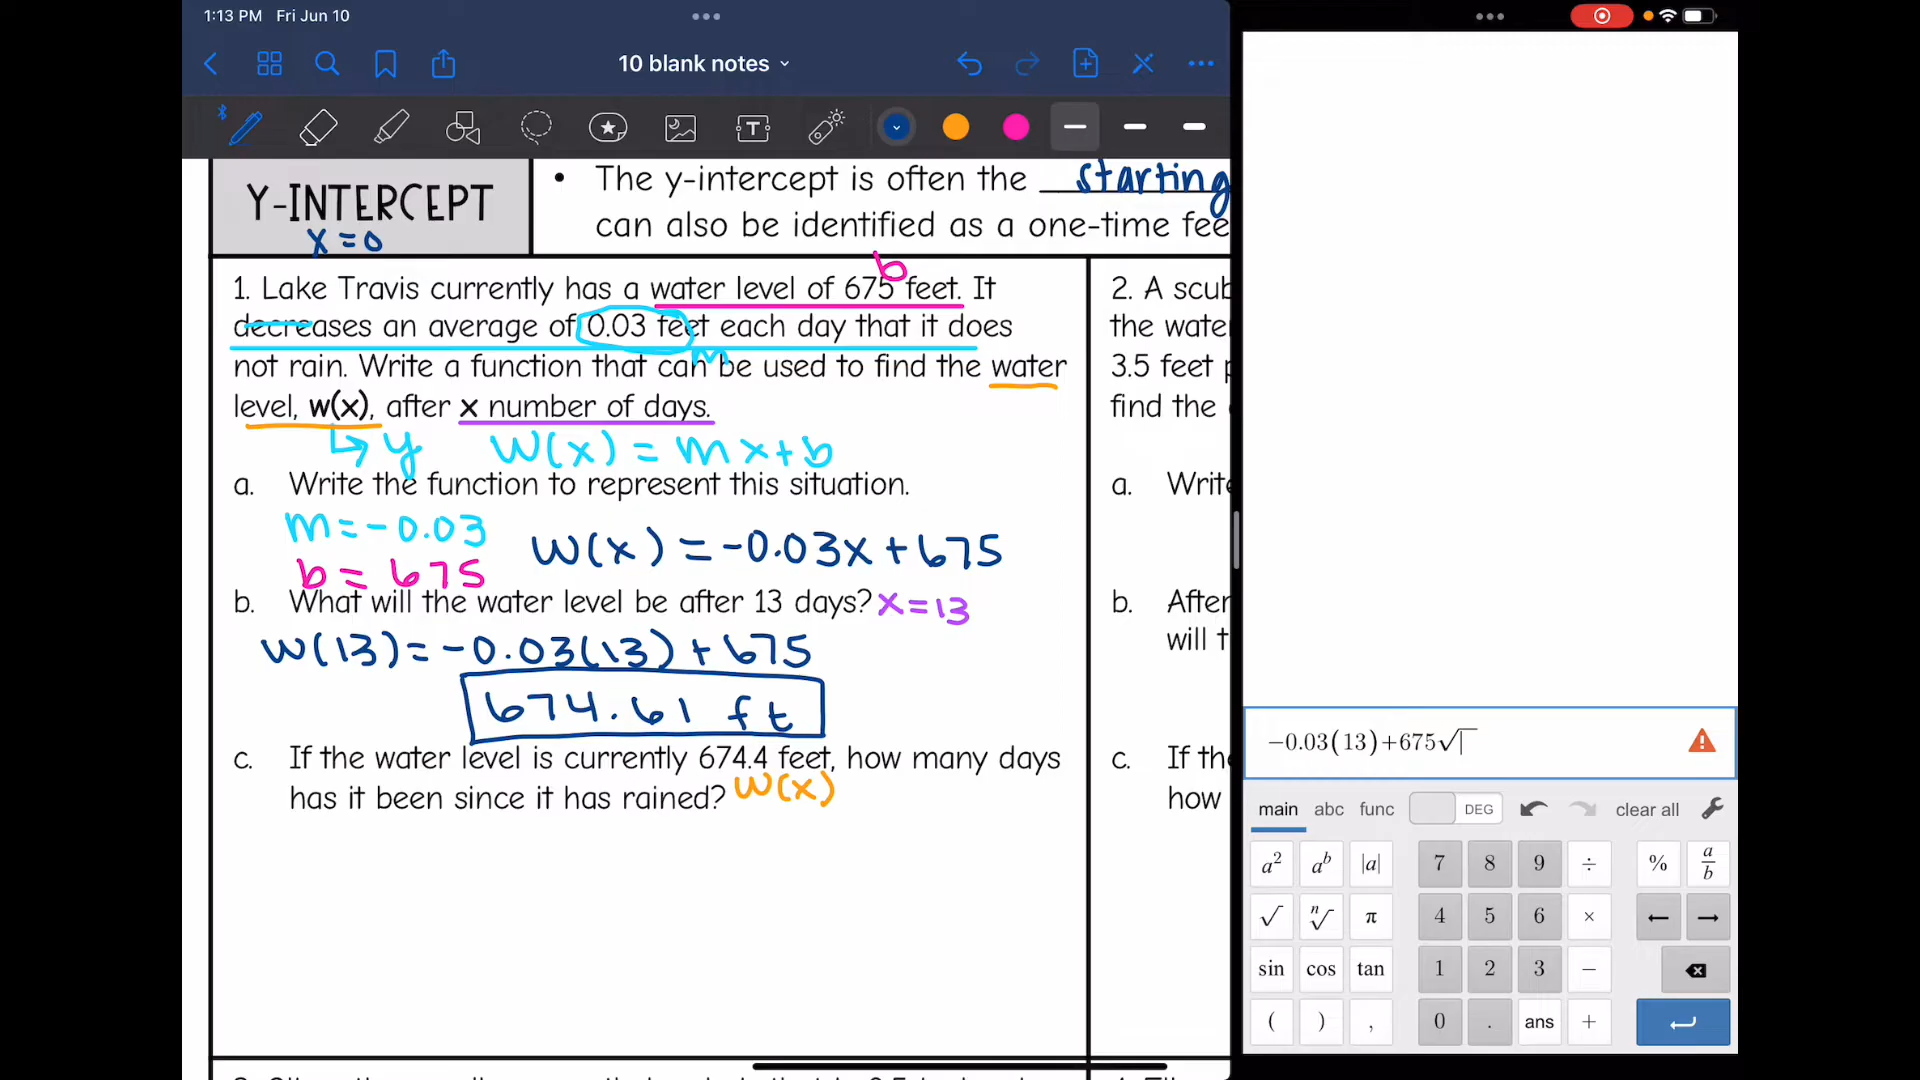 1:13 PM Fri Jun 10
10 blank notes
Y-INTERCEPT
x = 0
• The y-intercept is often the starting
can also be identified as a one-time fee
b
1. Lake Travis currently has a water level of 675 feet. It
decreases an average of 0.03 feet each day that it does
m
not rain. Write a function that can be used to find the water
level, w(x), after x number of days.
↳ y W(x) = mx+b
a. Write the function to represent this situation.
m = -0.03
W(x) = -0.03x + 675
b = 675
b. What will the water level be after 13 days? x = 13
W(13) = -0.03(13) + 675
674.61 ft
c. If the water level is currently 674.4 feet, how many days
has it been since it has rained? W(x)
2. A scub
the wate
3.5 feet
find the
a. Write
b. After
will t
c. If the
how
−0.03(13)+675√
main abc func DEG clear all
a² aᵇ |a| 7 8 9 ÷ % a/b
√ ⁿ√ π 4 5 6 × ← →
sin cos tan 1 2 3 −
( ) , 0 . ans +